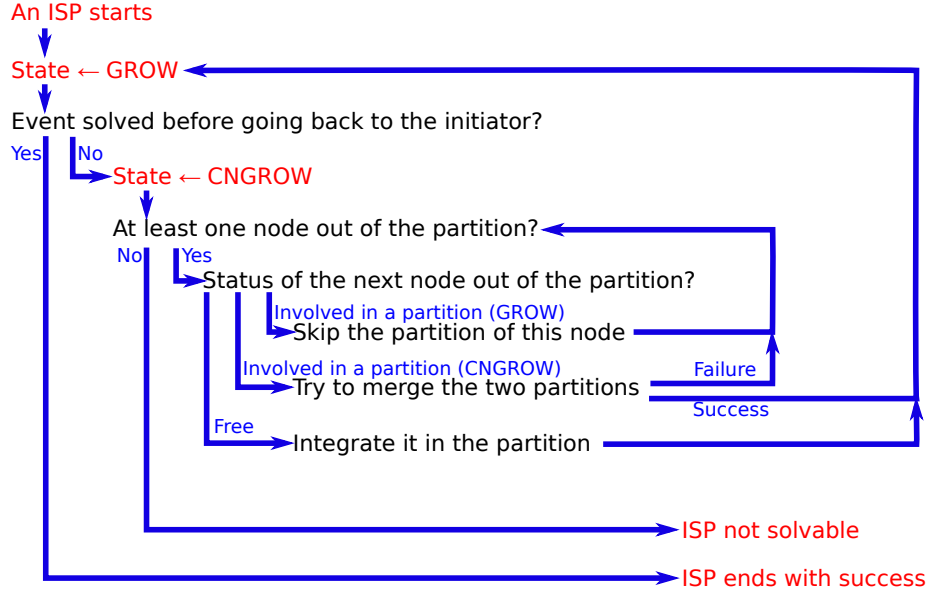 An ISP starts
State ← GROW
Event solved before going back to the initiator?
Yes
No
State ← CNGROW
At least one node out of the partition?
No
Yes
Status of the next node out of the partition?
Involved in a partition (GROW)
Skip the partition of this node
Involved in a partition (CNGROW)
Try to merge the two partitions
Failure
Success
Free
Integrate it in the partition
ISP not solvable
ISP ends with success